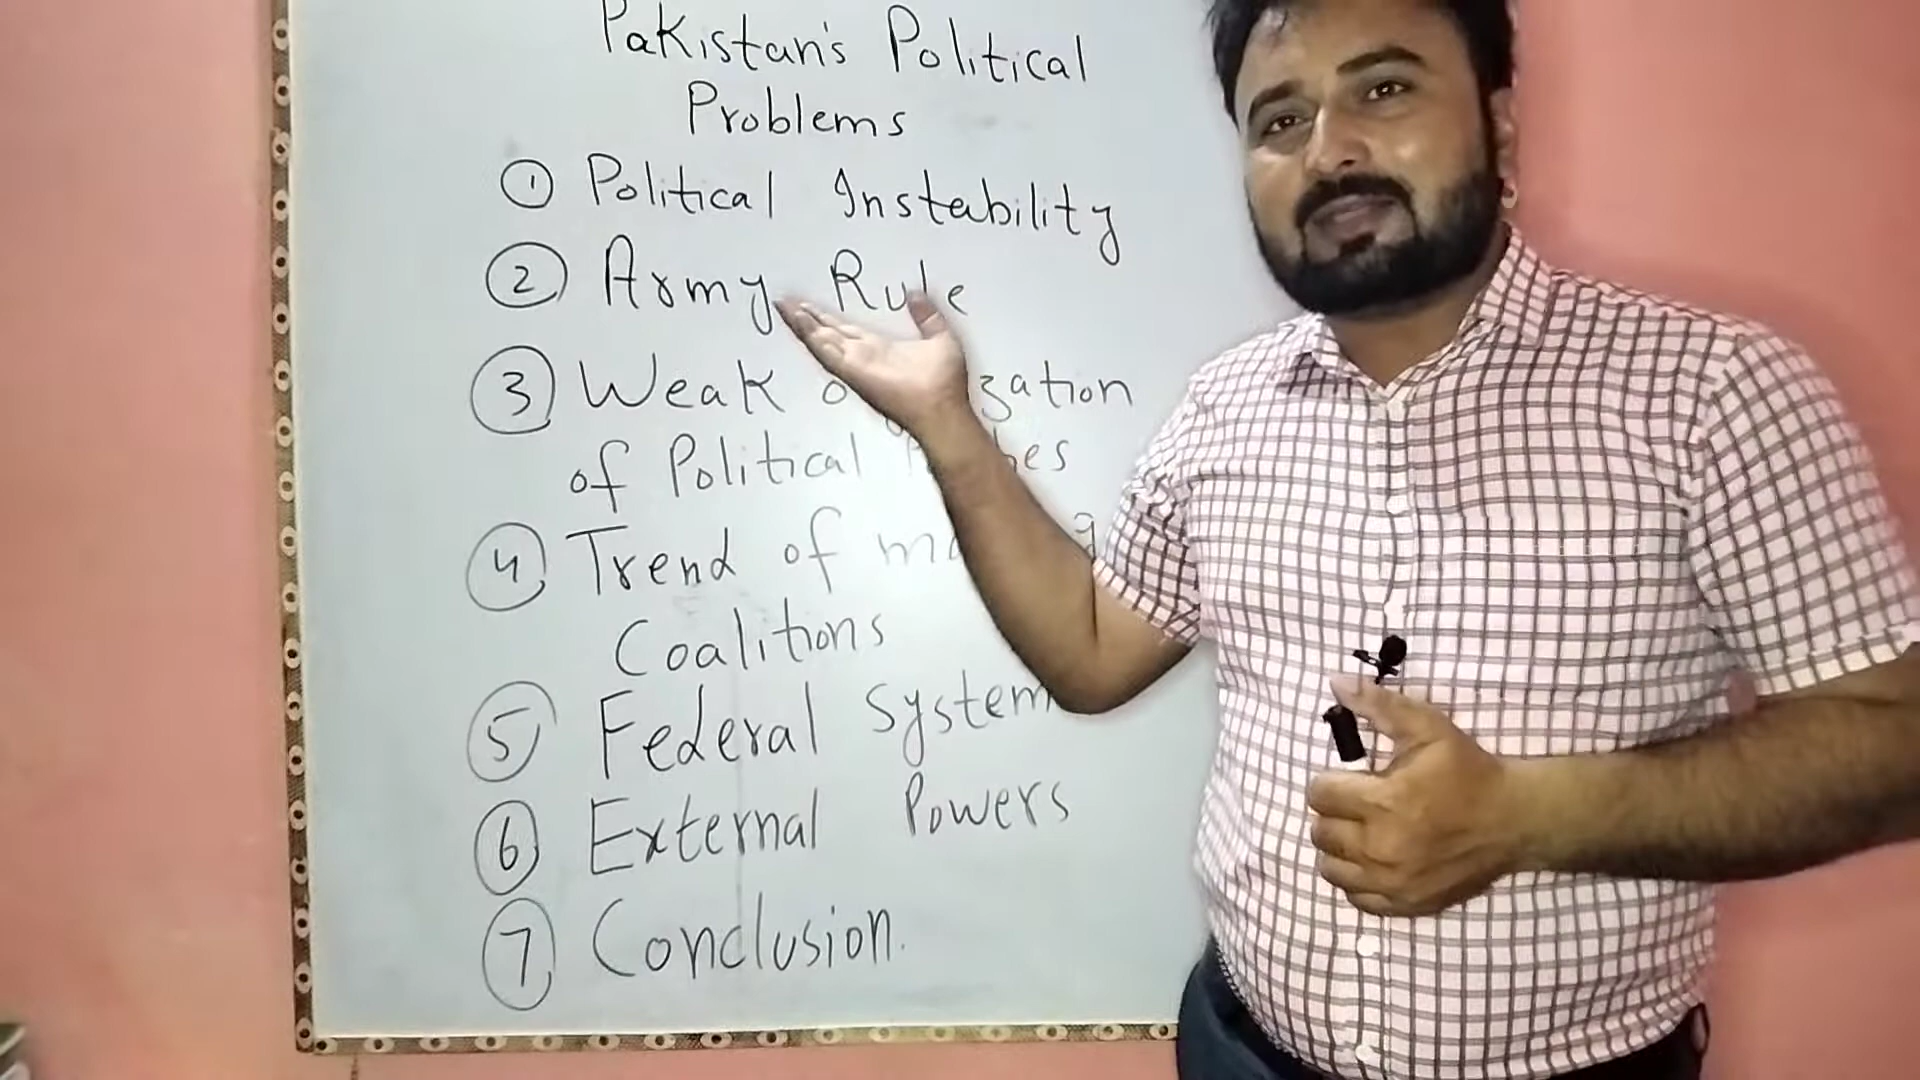 Pakistan's Political
Problems
1 Political Instability
2 Army Rule
3 Weak
of Political
4 Trend of
Coalitions
5 Federal System
6 External Powers
7 Conclusion.